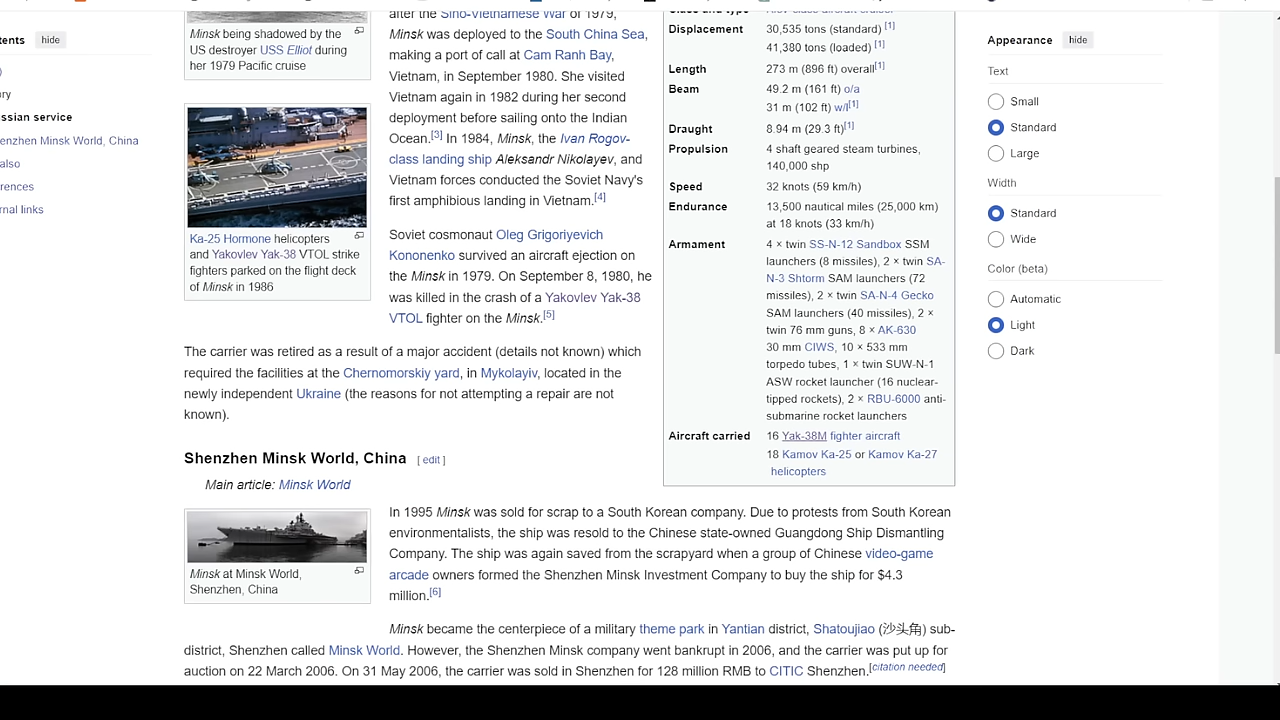 tents hide
)
ory
ssian service
enzhen Minsk World, China
also
rences
rnal links
Minsk being shadowed by the
US destroyer USS Elliot during
her 1979 Pacific cruise
Ka-25 Hormone helicopters
and Yakovlev Yak-38 VTOL strike
fighters parked on the flight deck
of Minsk in 1986
after the Sino-Vietnamese War of 1979,
Minsk was deployed to the South China Sea,
making a port of call at Cam Ranh Bay,
Vietnam, in September 1980. She visited
Vietnam again in 1982 during her second
deployment before sailing onto the Indian
Ocean.[3] In 1984, Minsk, the Ivan Rogov-
class landing ship Aleksandr Nikolayev, and
Vietnam forces conducted the Soviet Navy's
first amphibious landing in Vietnam.[4]
Soviet cosmonaut Oleg Grigoriyevich
Kononenko survived an aircraft ejection on
the Minsk in 1979. On September 8, 1980, he
was killed in the crash of a Yakovlev Yak-38
VTOL fighter on the Minsk.[5]
The carrier was retired as a result of a major accident (details not known) which
required the facilities at the Chernomorskiy yard, in Mykolayiv, located in the
newly independent Ukraine (the reasons for not attempting a repair are not
known).
Displacement 30,535 tons (standard) [1]
41,380 tons (loaded) [1]
Length 273 m (896 ft) overall[1]
Beam 49.2 m (161 ft) o/a
31 m (102 ft) w/l[1]
Draught 8.94 m (29.3 ft)[1]
Propulsion 4 shaft geared steam turbines,
140,000 shp
Speed 32 knots (59 km/h)
Endurance 13,500 nautical miles (25,000 km)
at 18 knots (33 km/h)
Armament 4 × twin SS-N-12 Sandbox SSM
launchers (8 missiles), 2 × twin SA-
N-3 Shtorm SAM launchers (72
missiles), 2 × twin SA-N-4 Gecko
SAM launchers (40 missiles), 2 ×
twin 76 mm guns, 8 × AK-630
30 mm CIWS, 10 × 533 mm
torpedo tubes, 1 × twin SUW-N-1
ASW rocket launcher (16 nuclear-
tipped rockets), 2 × RBU-6000 anti-
submarine rocket launchers
Aircraft carried 16 Yak-38M fighter aircraft
18 Kamov Ka-25 or Kamov Ka-27
helicopters
Shenzhen Minsk World, China [ edit ]
Main article: Minsk World
Minsk at Minsk World,
Shenzhen, China
In 1995 Minsk was sold for scrap to a South Korean company. Due to protests from South Korean
environmentalists, the ship was resold to the Chinese state-owned Guangdong Ship Dismantling
Company. The ship was again saved from the scrapyard when a group of Chinese video-game
arcade owners formed the Shenzhen Minsk Investment Company to buy the ship for $4.3
million.[6]
Minsk became the centerpiece of a military theme park in Yantian district, Shatoujiao (沙头角) sub-
district, Shenzhen called Minsk World. However, the Shenzhen Minsk company went bankrupt in 2006, and the carrier was put up for
auction on 22 March 2006. On 31 May 2006, the carrier was sold in Shenzhen for 128 million RMB to CITIC Shenzhen.[citation needed]
Appearance hide
Text
Small
Standard
Large
Width
Standard
Wide
Color (beta)
Automatic
Light
Dark